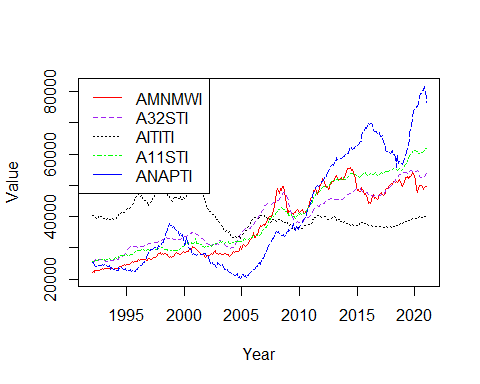 80000
60000
40000
20000
Value
AMNMWI
A32STI
AITITI
A11STI
ANAPTI
1995
2000
2005
2010
2015
2020
Year